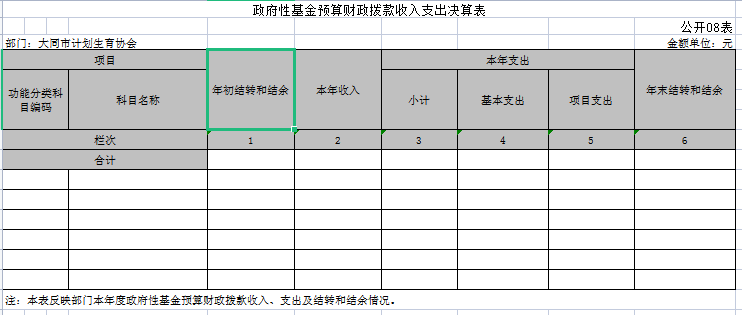 政府性基金预算财政拨款收入支出决算表
公开08表
部门：大同市计划生育协会 金额单位：元
项目 年初结转和结余 本年收入 本年支出 年末结转和结余
功能分类科目编码 科目名称 小计 基本支出 项目支出
栏次 1 2 3 4 5 6
合计
注：本表反映部门本年度政府性基金预算财政拨款收入、支出及结转和结余情况。